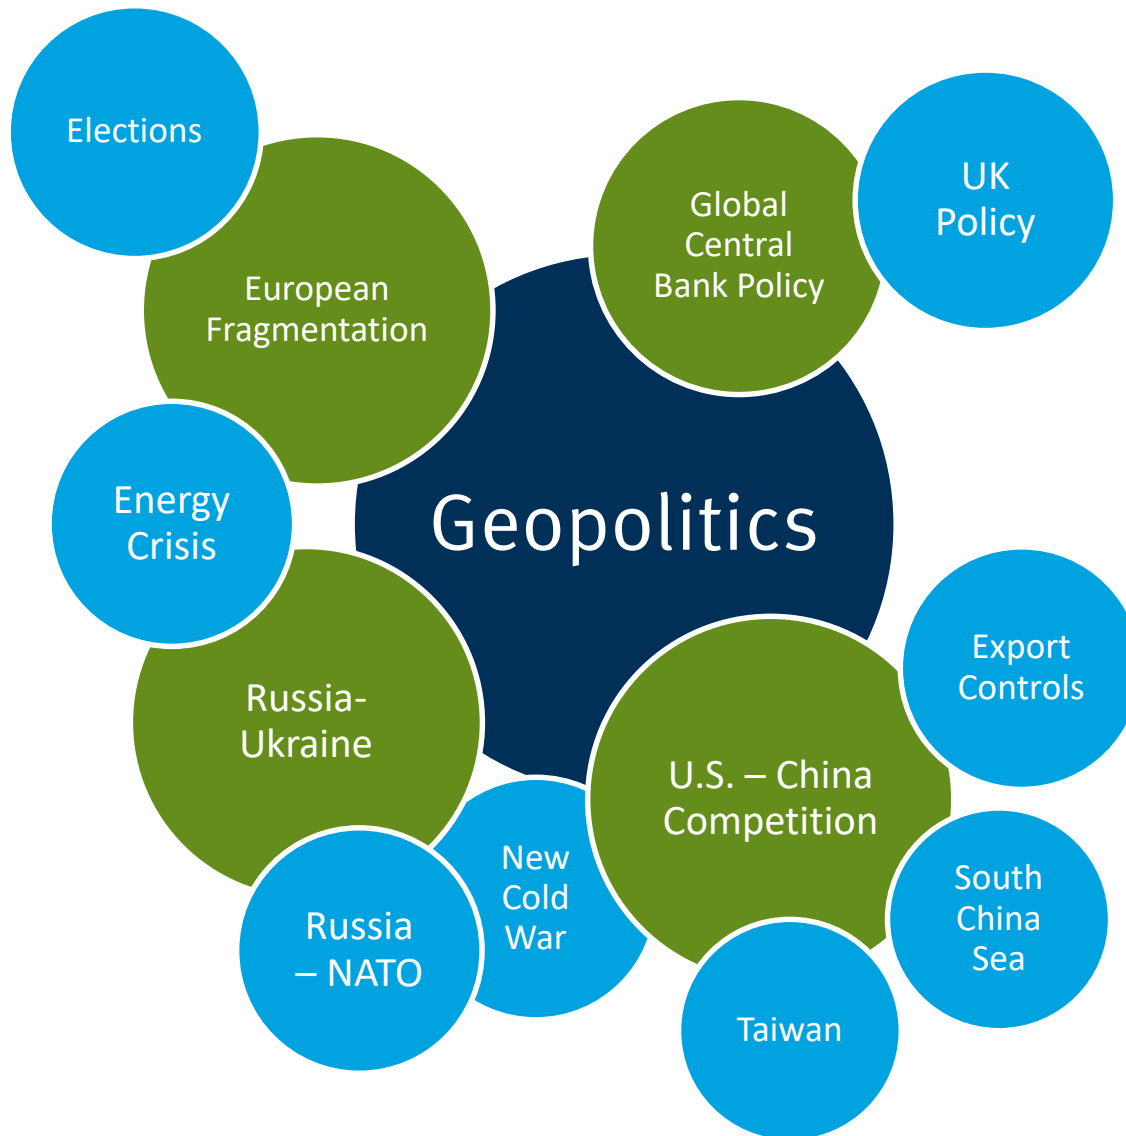 Elections
European
Fragmentation
Global
Central
Bank Policy
UK
Policy
Energy
Crisis
Geopolitics
Russia-
Ukraine
U.S. – China
Competition
Export
Controls
New
Cold
War
South
China
Sea
Russia
– NATO
Taiwan